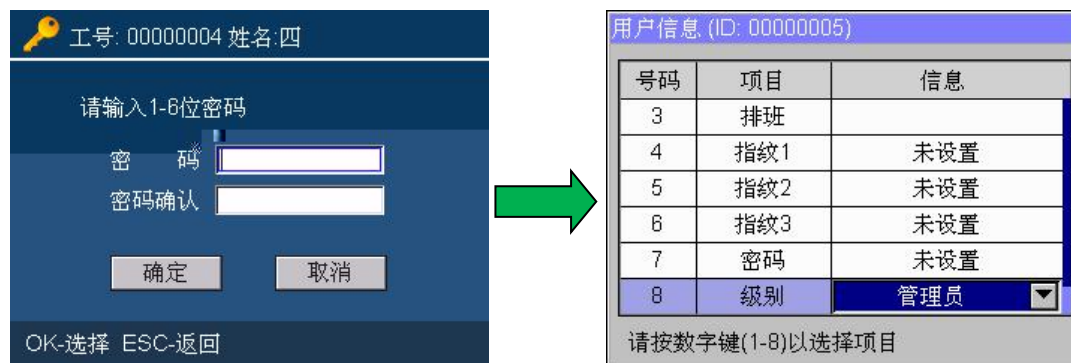 工号: 00000004 姓名:四
请输入1-6位密码
密 码
密码确认
确定 取消
OK-选择 ESC-返回
用户信息 (ID: 00000005)
号码 项目 信息
3 排班
4 指纹1 未设置
5 指纹2 未设置
6 指纹3 未设置
7 密码 未设置
8 级别 管理员
请按数字键(1-8)以选择项目